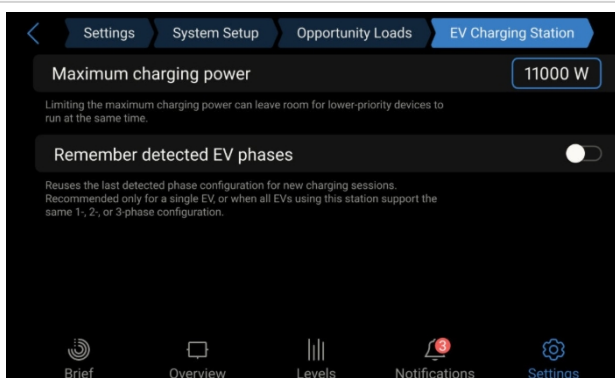 Settings System Setup Opportunity Loads EV Charging Station
Maximum charging power 11000 W
Limiting the maximum charging power can leave room for lower-priority devices to
run at the same time.
Remember detected EV phases
Reuses the last detected phase configuration for new charging sessions.
Recommended only for a single EV, or when all EVs using this station support the
same 1-, 2-, or 3-phase configuration.
3
Brief Overview Levels Notifications Settings